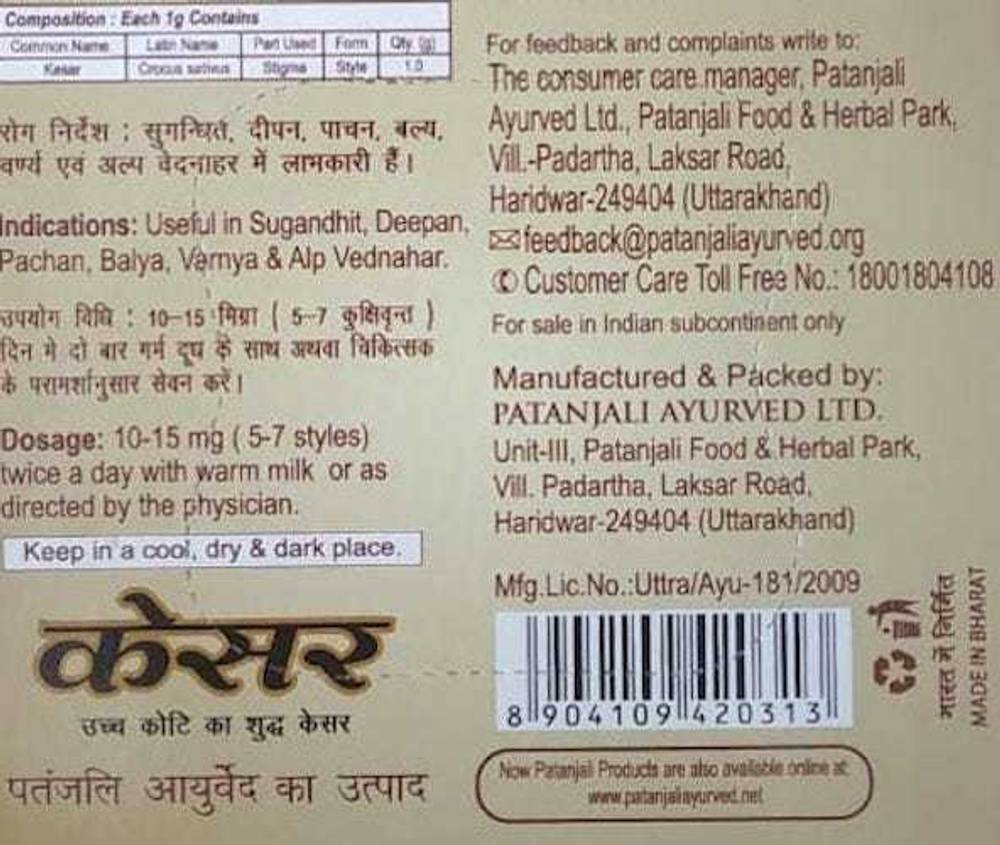 Composition : Each 1g Contains
Common Name Latin Name Part Used Form Qty. (g)
Kesar Crocus sativus Stigma Style 1.0
रोग निर्देश : सुगन्धित, दीपन, पाचन, बल्य,
वर्ण्य एवं अल्प वेदनाहर में लाभकारी हैं।
Indications: Useful in Sugandhit, Deepan,
Pachan, Balya, Varnya & Alp Vednahar.
उपयोग विधि : 10-15 मिग्रा ( 5-7 कुक्षिवृन्त )
दिन मे दो बार गर्म दूध के साथ अथवा चिकित्सक
के परामर्शानुसार सेवन करें।
Dosage: 10-15 mg ( 5-7 styles)
twice a day with warm milk or as
directed by the physician.
Keep in a cool, dry & dark place.
केसर
उच्च कोटि का शुद्ध केसर
पतंजलि आयुर्वेद का उत्पाद
For feedback and complaints write to:
The consumer care manager, Patanjali
Ayurved Ltd., Patanjali Food & Herbal Park,
Vill.-Padartha, Laksar Road,
Haridwar-249404 (Uttarakhand)
feedback@patanjaliayurved.org
Customer Care Toll Free No.: 18001804108
For sale in Indian subcontinent only
Manufactured & Packed by:
PATANJALI AYURVED LTD.
Unit-III, Patanjali Food & Herbal Park,
Vill. Padartha, Laksar Road,
Haridwar-249404 (Uttarakhand)
Mfg.Lic.No.:Uttra/Ayu-181/2009
8 904109 420313
भारत में निर्मित
MADE IN BHARAT
Now Patanjali Products are also available online at:
www.patanjaliayurved.net